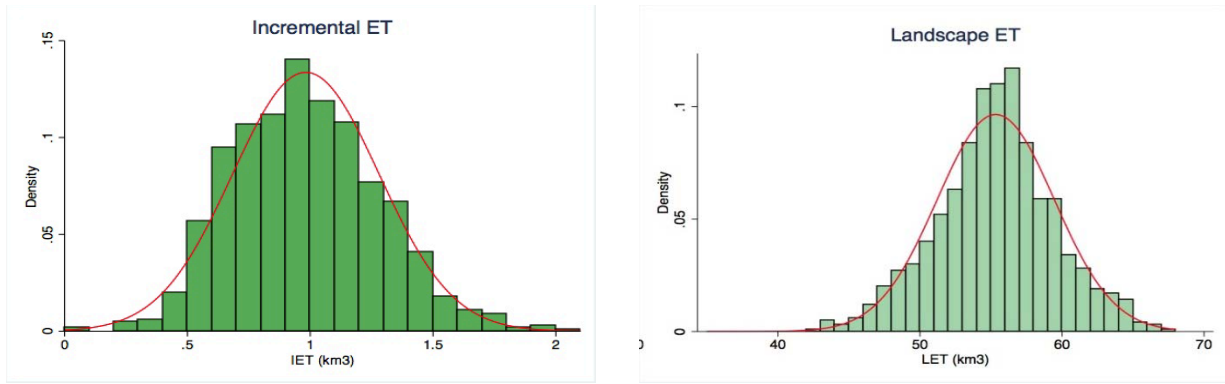 Incremental ET
.15
.1
.05
0
Density
0
.5
1
1.5
2
IET (km3)
Landscape ET
.1
.05
0
Density
0
40
50
60
70
LET (km3)